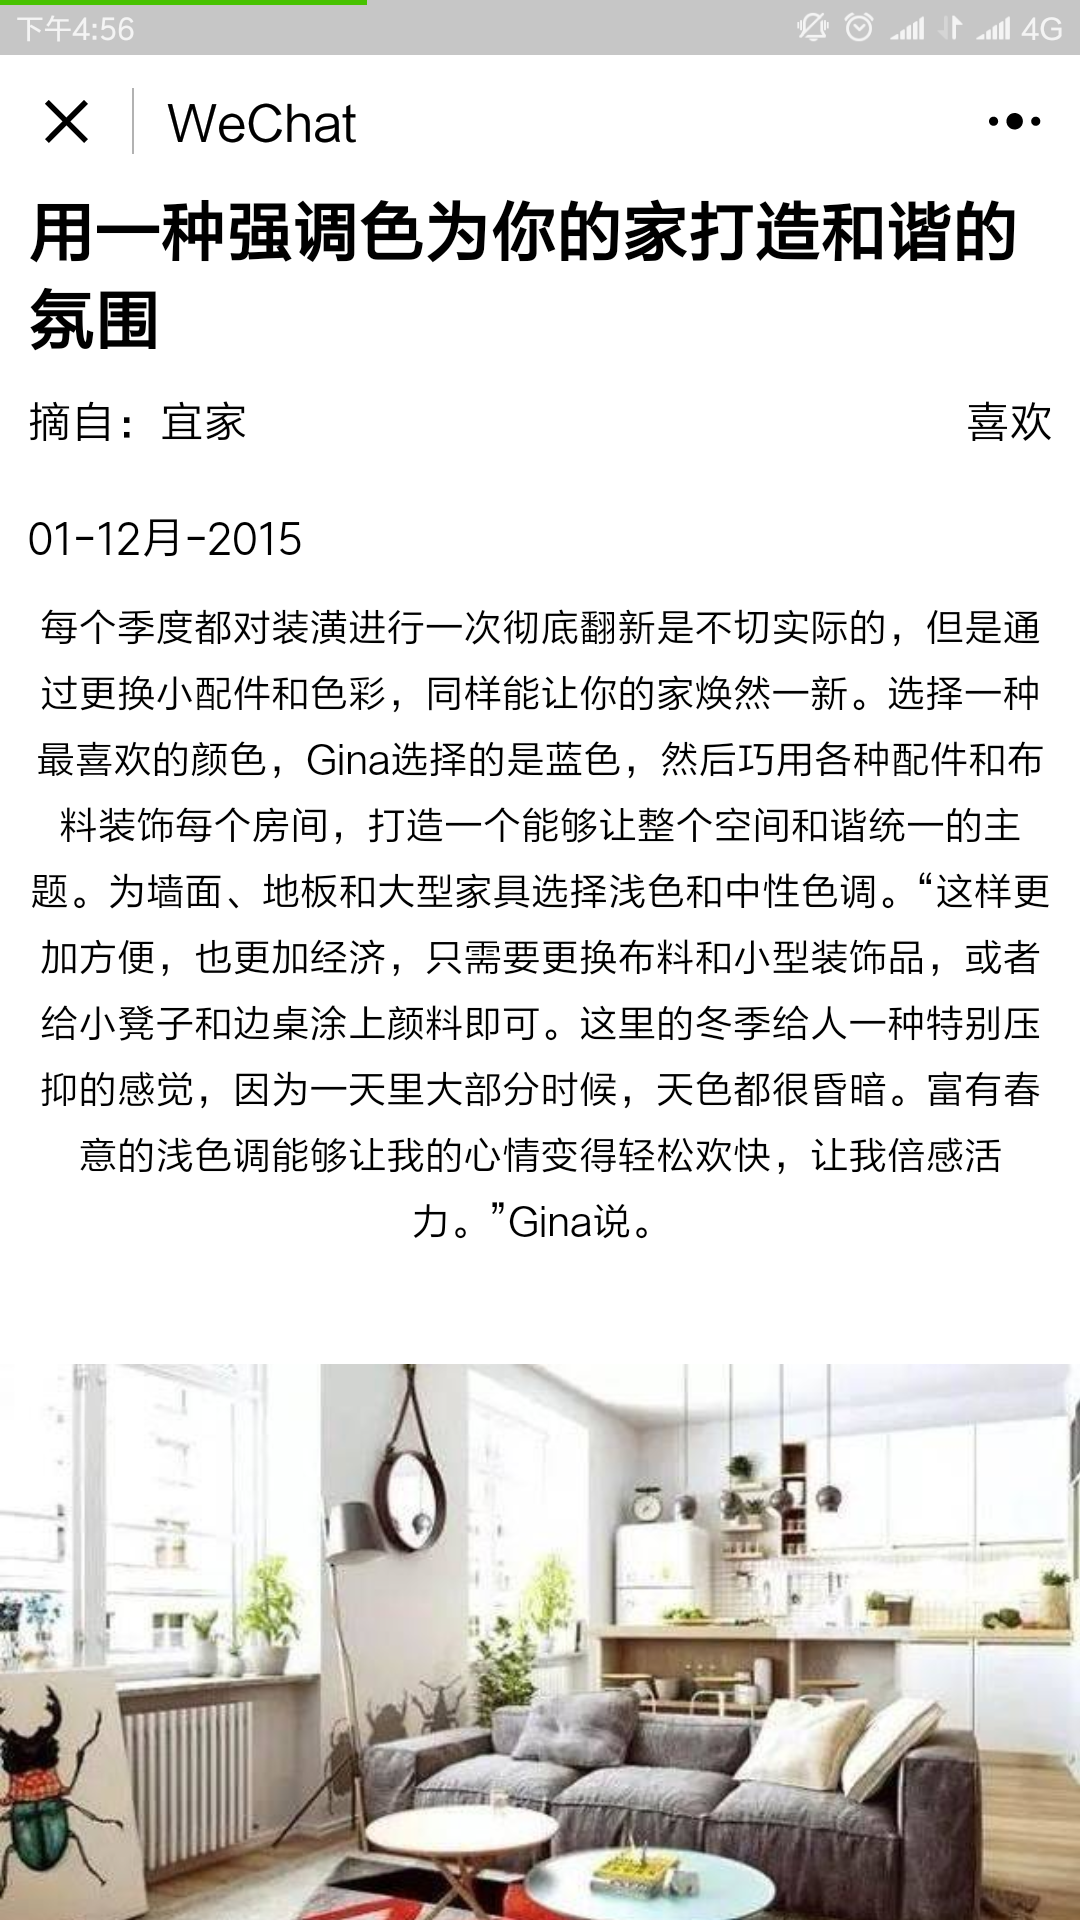 下午4:56
4G
WeChat
用一种强调色为你的家打造和谐的
氛围
摘自：宜家
喜欢
01-12月-2015
每个季度都对装潢进行一次彻底翻新是不切实际的，但是通
过更换小配件和色彩，同样能让你的家焕然一新。选择一种
最喜欢的颜色，Gina选择的是蓝色，然后巧用各种配件和布
料装饰每个房间，打造一个能够让整个空间和谐统一的主
题。为墙面、地板和大型家具选择浅色和中性色调。“这样更
加方便，也更加经济，只需要更换布料和小型装饰品，或者
给小凳子和边桌涂上颜料即可。这里的冬季给人一种特别压
抑的感觉，因为一天里大部分时候，天色都很昏暗。富有春
意的浅色调能够让我的心情变得轻松欢快，让我倍感活
力。”Gina说。